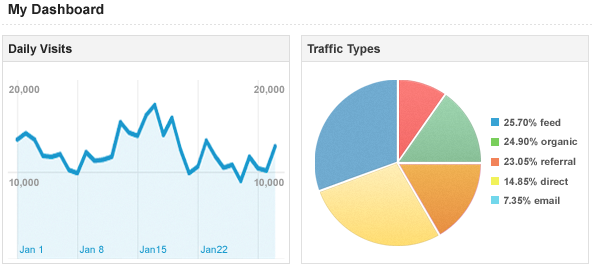 My Dashboard
Daily Visits
20,000 20,000
10,000 10,000
Jan 1 Jan 8 Jan15 Jan22
Traffic Types
25.70% feed
24.90% organic
23.05% referral
14.85% direct
7.35% email